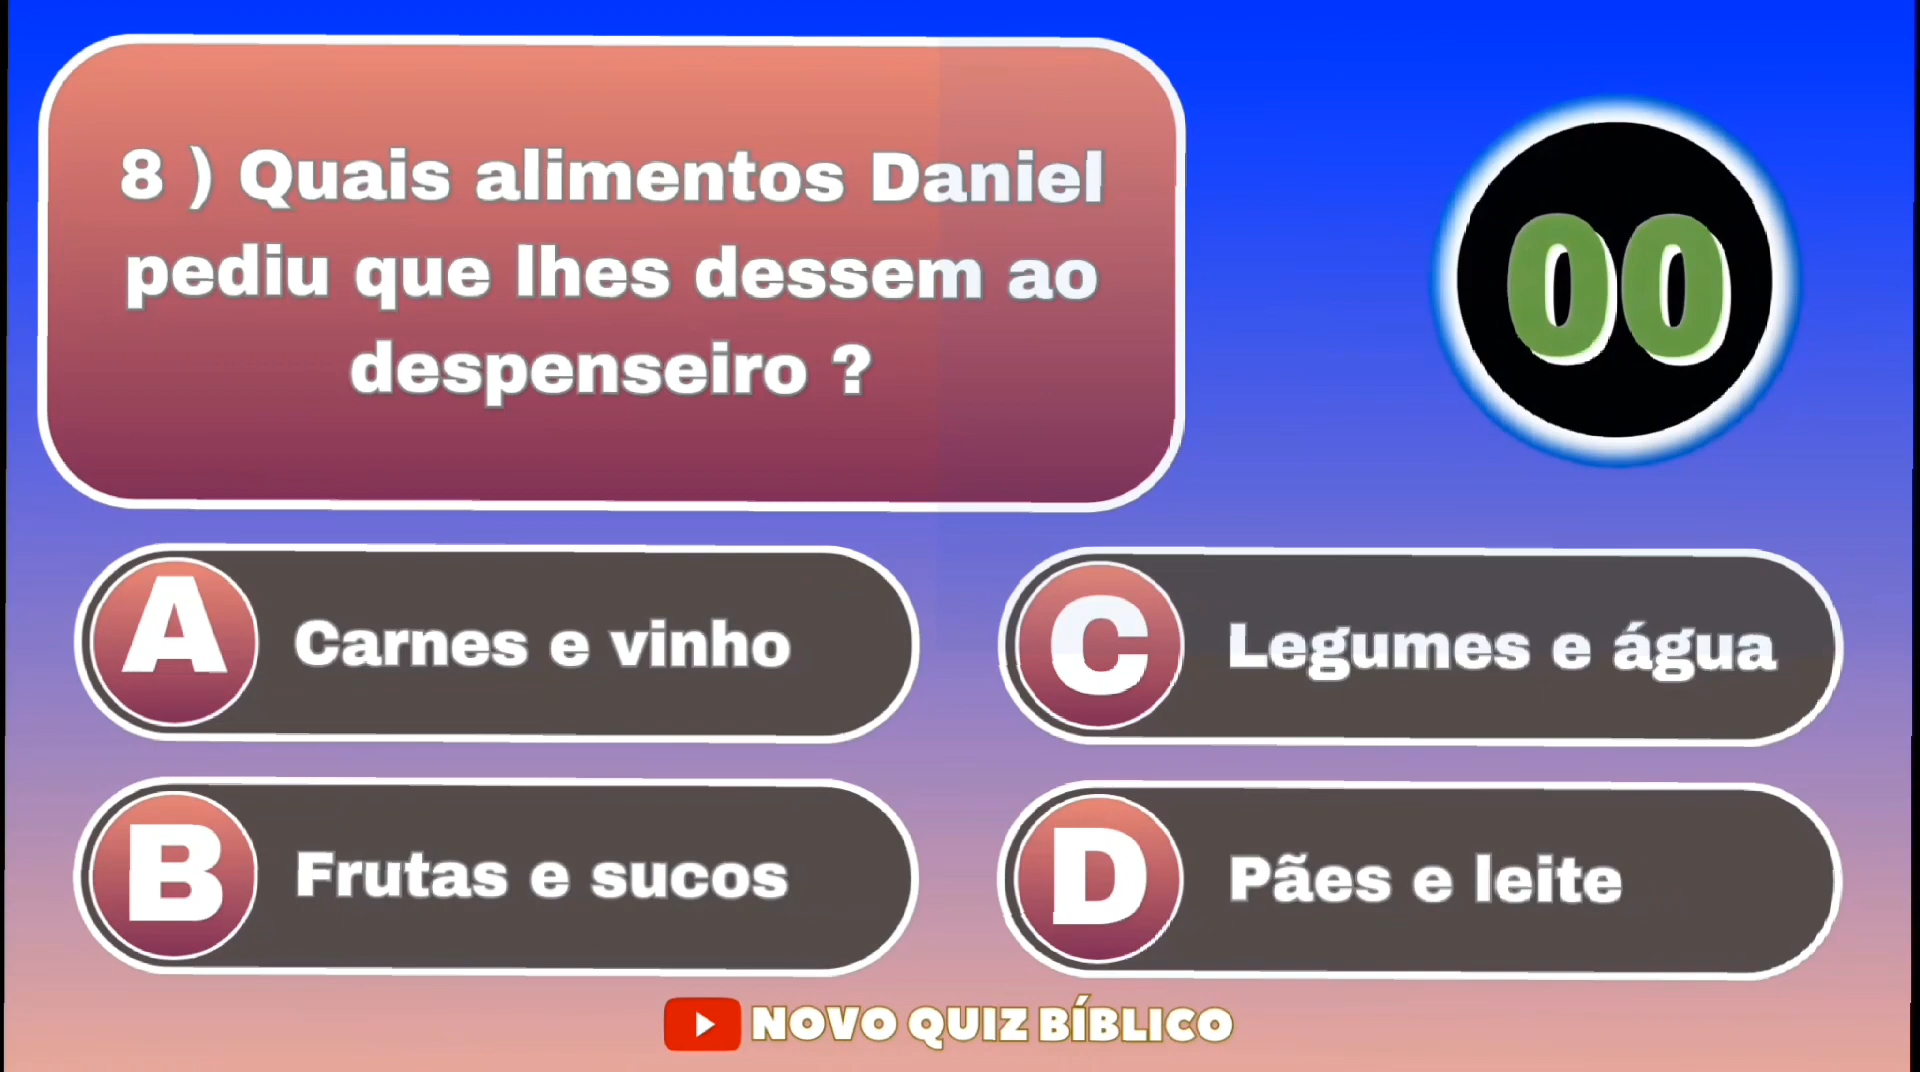 8 ) Quais alimentos Daniel
pediu que lhes dessem ao
despenseiro ?
00
A Carnes e vinho
C Legumes e água
B Frutas e sucos
D Pães e leite
NOVO QUIZ BÍBLICO